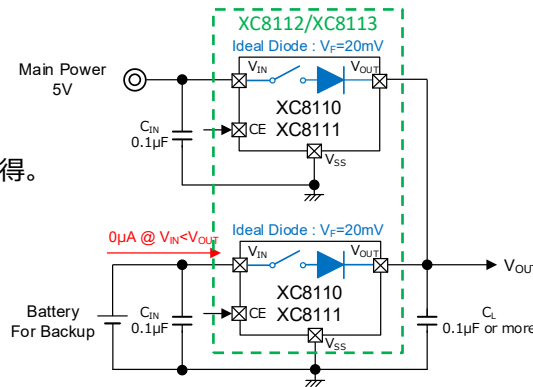 XC8112/XC8113
Ideal Diode : VF=20mV
Main Power
5V
VIN
VOUT
XC8110
XC8111
CIN
0.1µF
CE
VSS
得。
Ideal Diode : VF=20mV
0µA @ VIN<VOUT
VIN
VOUT
XC8110
XC8111
VOUT
Battery
For Backup
CIN
0.1µF
CE
VSS
CL
0.1µF or more